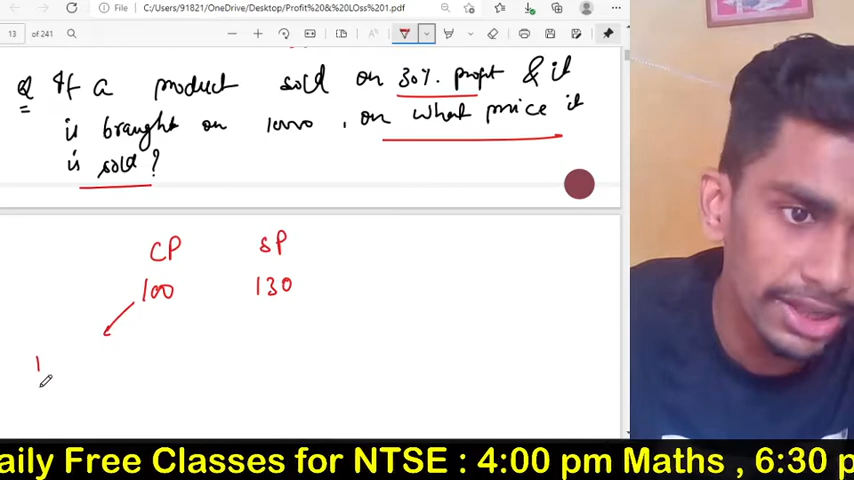 C:/Users/91821/OneDrive/Desktop/Profit%20&%20LOss%201.pdf
13 of 241
Q If a product sold on 30% profit & it
is brought on 1000, on what price it
is sold?
CP SP
100 130
1
aily Free Classes for NTSE : 4:00 pm Maths , 6:30 p